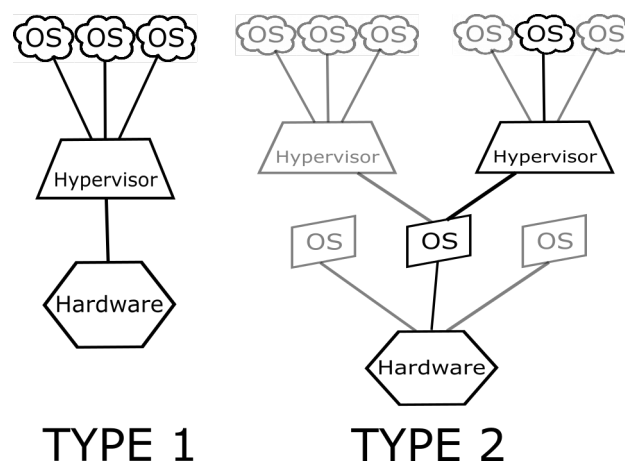 OS OS OS
Hypervisor
Hardware
TYPE 1
OS OS OS
OS OS OS
Hypervisor
Hypervisor
OS
OS
OS
Hardware
TYPE 2